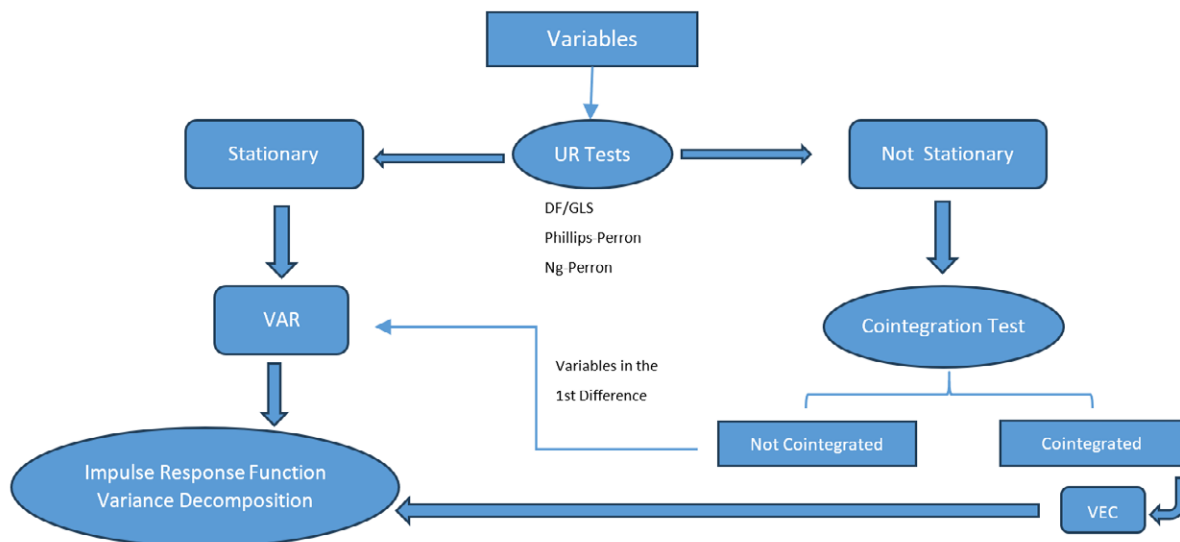 Variables
Stationary
UR Tests
Not Stationary
DF/GLS
Phillips-Perron
Ng-Perron
VAR
Cointegration Test
Variables in the
1st Difference
Not Cointegrated
Cointegrated
Impulse Response Function
Variance Decomposition
VEC